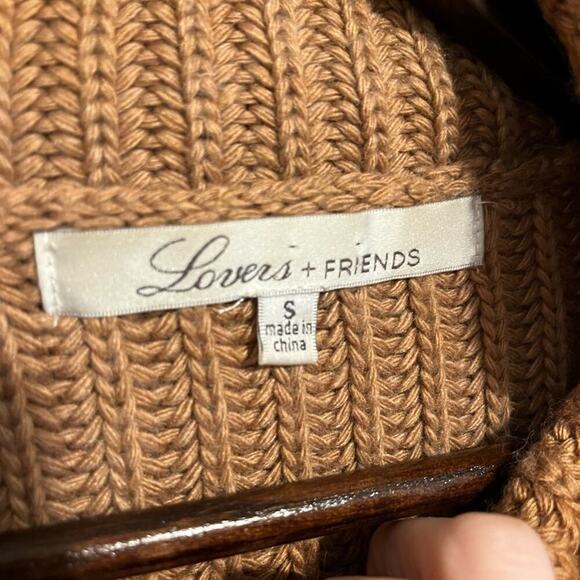 Lovers + FRIENDS
S
made in
china